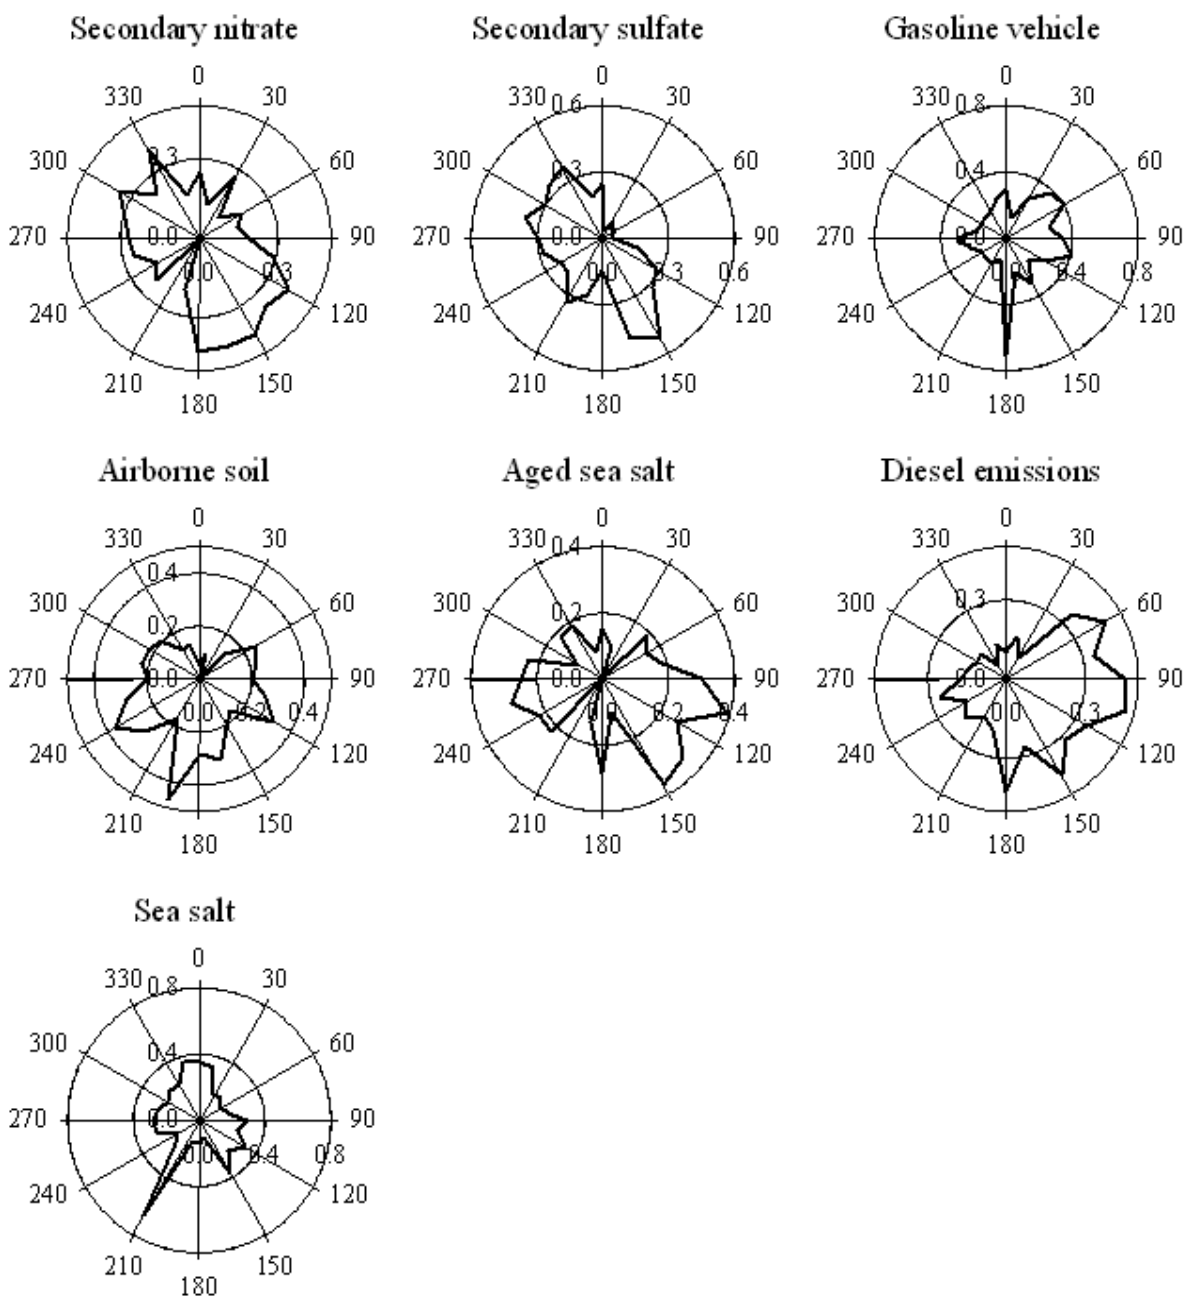 Secondary nitrate Secondary sulfate Gasoline vehicle
0 0 0
330 30 330 0.6 30 330 0.8 30
300 0.3 60 300 0.3 60 300 0.4 60
270 0.0 90 270 0.0 90 270 0.0 90
0.0 0.3 0.0 0.3 0.6 0.0 0.4 0.8
240 120 240 120 240 120
210 150 210 150 210 150
180 180 180
Airborne soil Aged sea salt Diesel emissions
0 0 0
330 30 330 0.4 30 330 30
0.4
300 60 300 60 300 0.3 60
0.2 0.2
270 0.0 90 270 0.0 90 270 0.0 90
0.0 0.2 0.4 0.0 0.2 0.4 0.0 0.3
240 120 240 120 240 120
210 150 210 150 210 150
180 180 180
Sea salt
0
330 0.8 30
300 0.4 60
270 0.0 90
0.0 0.4 0.8
240 120
210 150
180